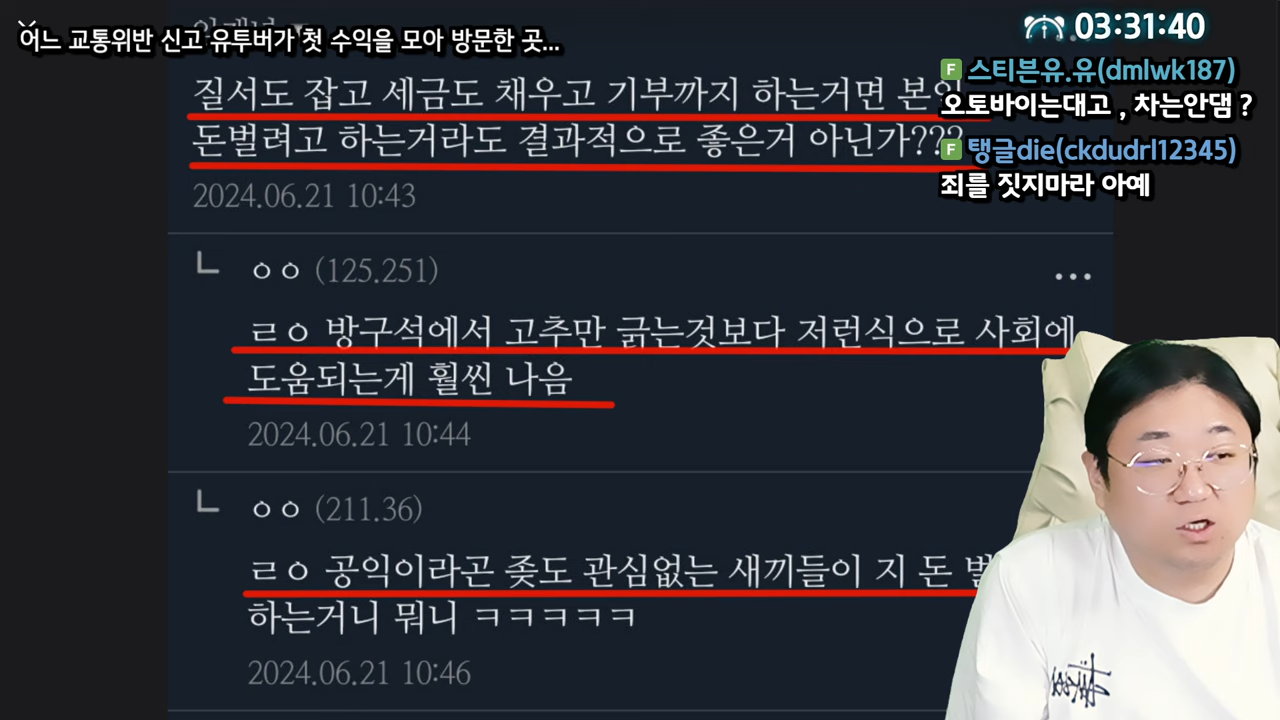 어느 교통위반 신고 유투버가 첫 수익을 모아 방문한 곳...
03:31:40
F 스티븐유.유(dmlwk187)
오토바이는대고 , 차는안댐 ?
F 탱글die(ckdudrl12345)
죄를 짓지마라 아예
질서도 잡고 세금도 채우고 기부까지 하는거면
돈벌려고 하는거라도 결과적으로 좋은거 아닌가???
2024.06.21 10:43
ㅇㅇ (125.251)
ㄹㅇ 방구석에서 고추만 긁는것보다 저런식으로 사회에
도움되는게 훨씬 나음
2024.06.21 10:44
ㅇㅇ (211.36)
ㄹㅇ 공익이라곤 좆도 관심없는 새끼들이 지 돈
하는거니 뭐니 ㅋㅋㅋㅋㅋ
2024.06.21 10:46